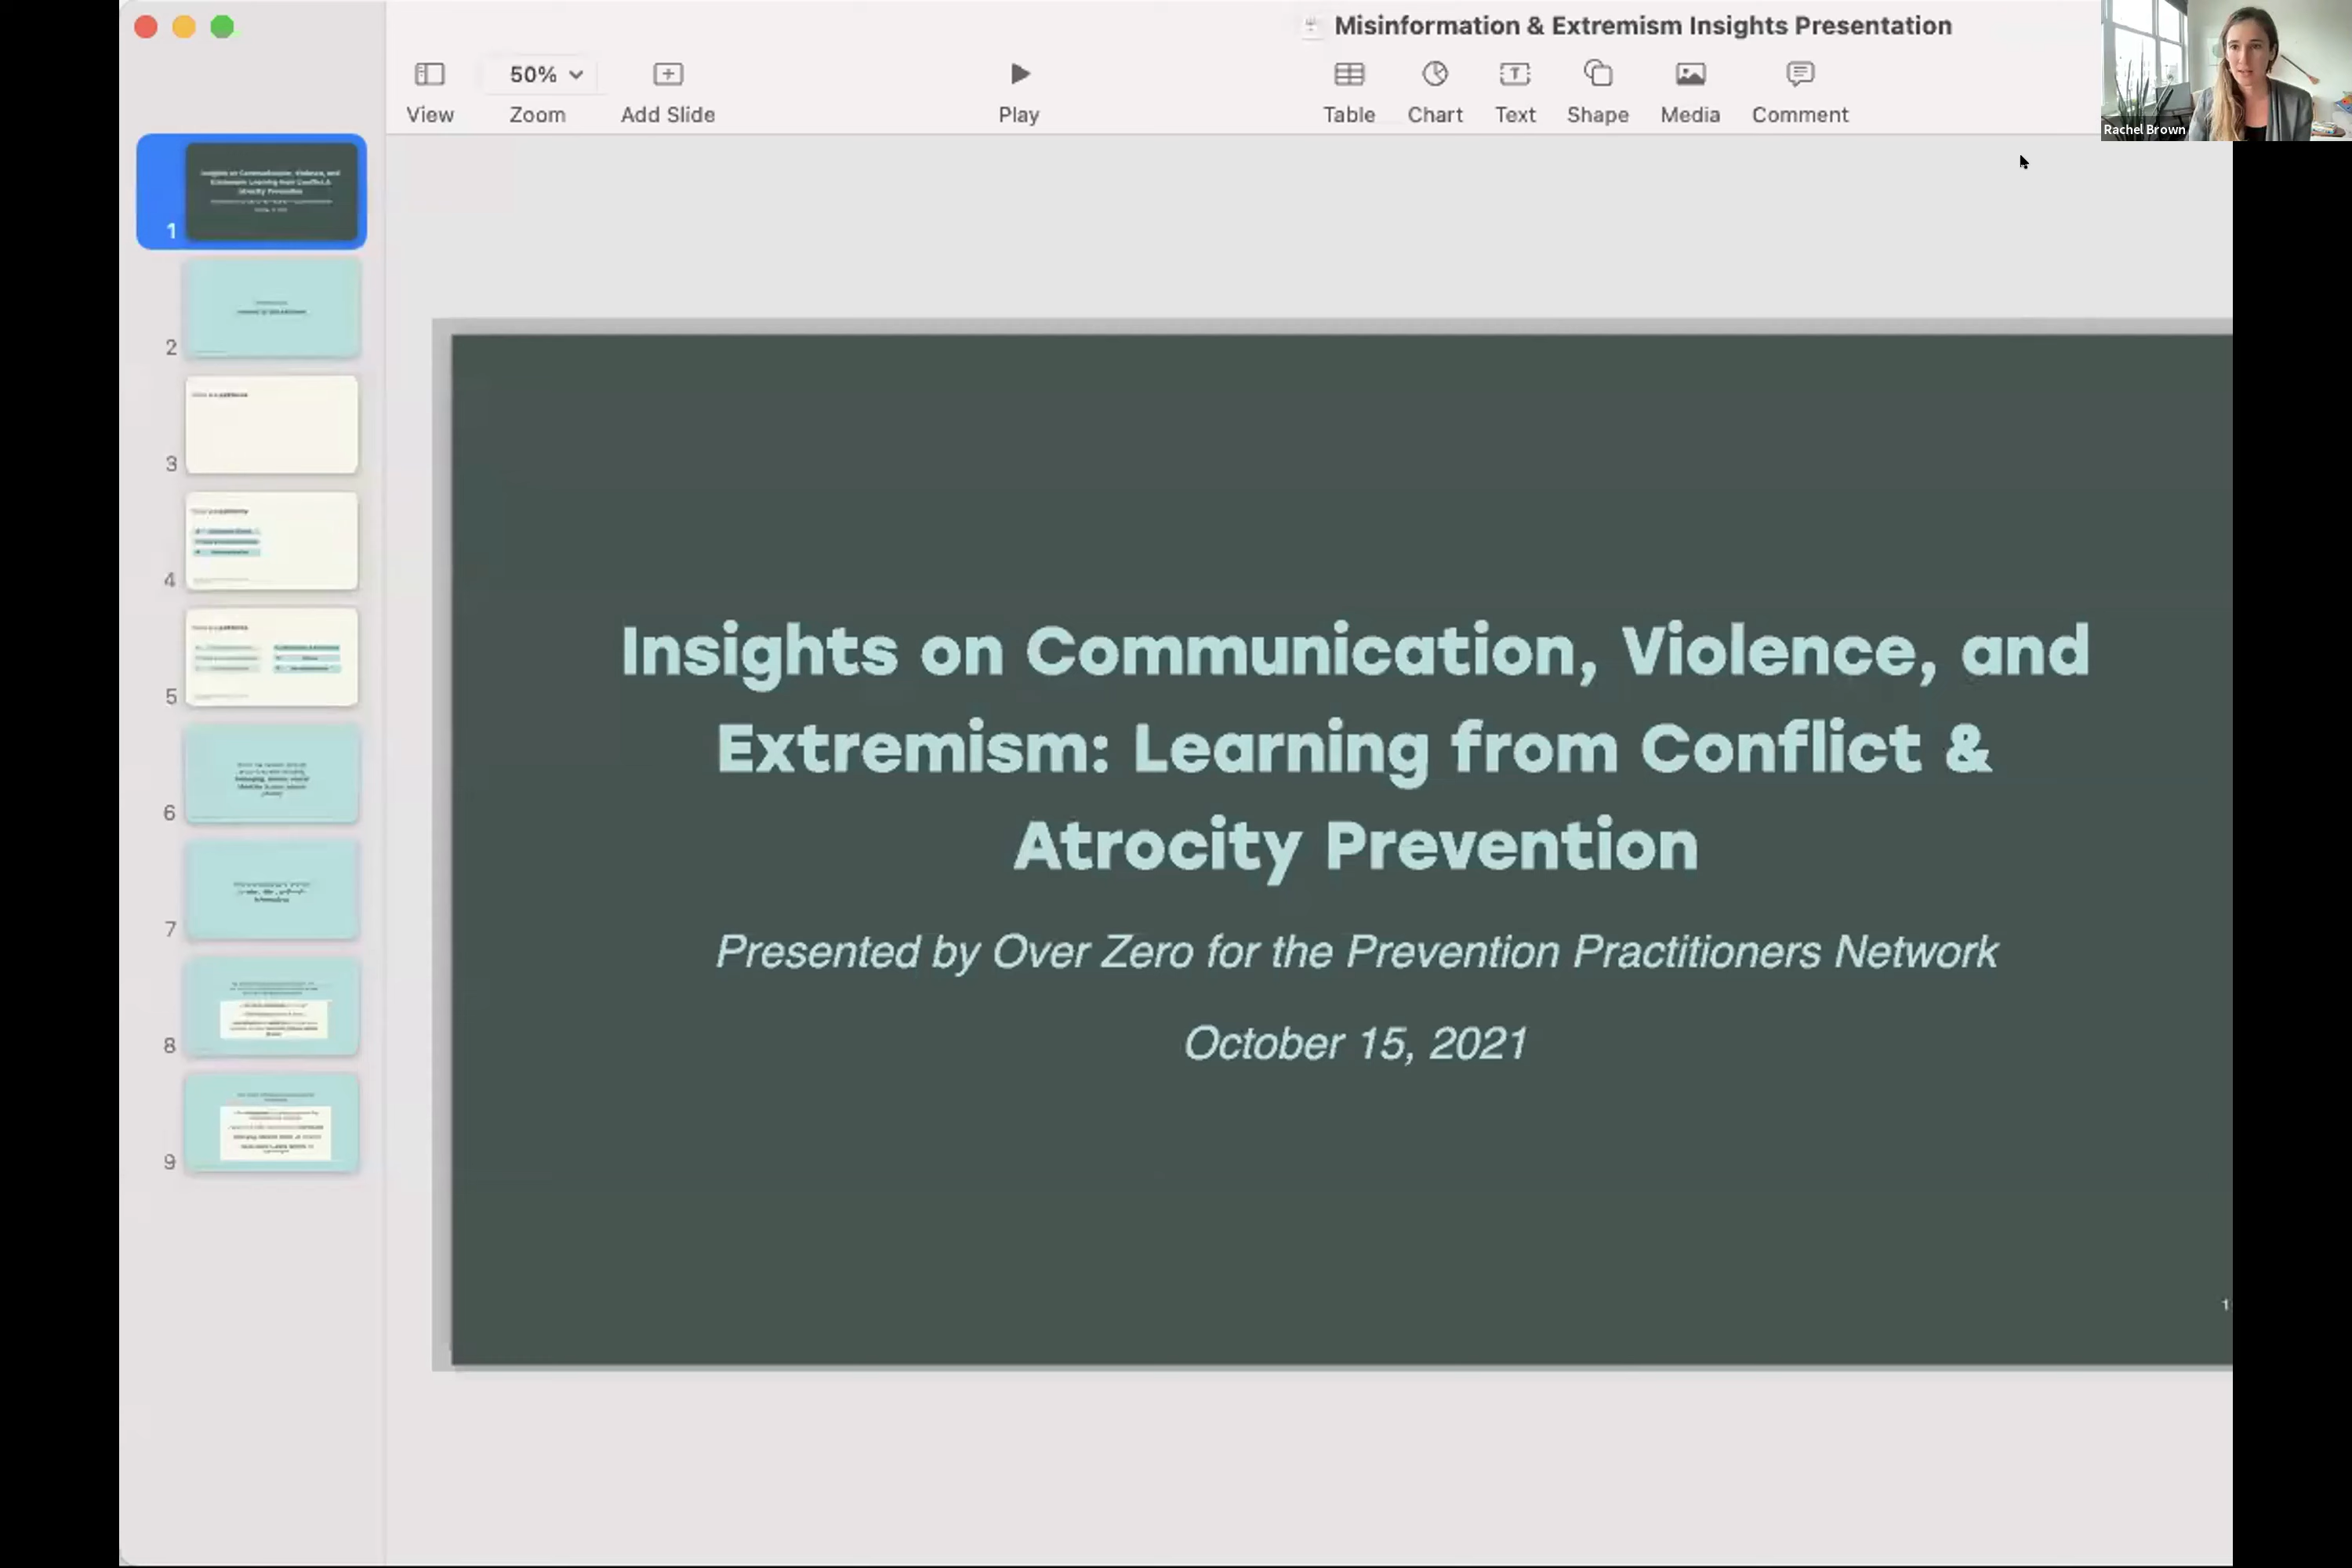 Misinformation & Extremism Insights Presentation
50%
View
Zoom
Add Slide
Play
Table
Chart
Text
Shape
Media
Comment
Rachel Brown
1
2
3
4
5
6
7
8
9
Insights on Communication, Violence, and
Extremism: Learning from Conflict &
Atrocity Prevention
Presented by Over Zero for the Prevention Practitioners Network
October 15, 2021
1